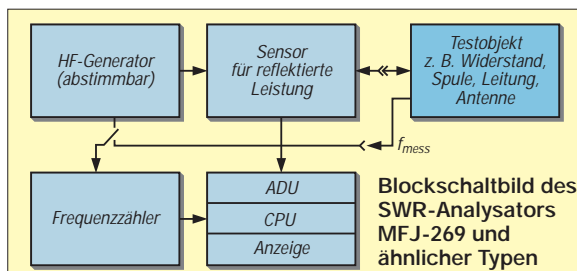 HF-Generator
(abstimmbar)
Sensor
für reflektierte
Leistung
Testobjekt
z. B. Widerstand,
Spule, Leitung,
Antenne
fmess
Frequenzzähler
ADU
CPU
Anzeige
Blockschaltbild des
SWR-Analysators
MFJ-269 und
ähnlicher Typen